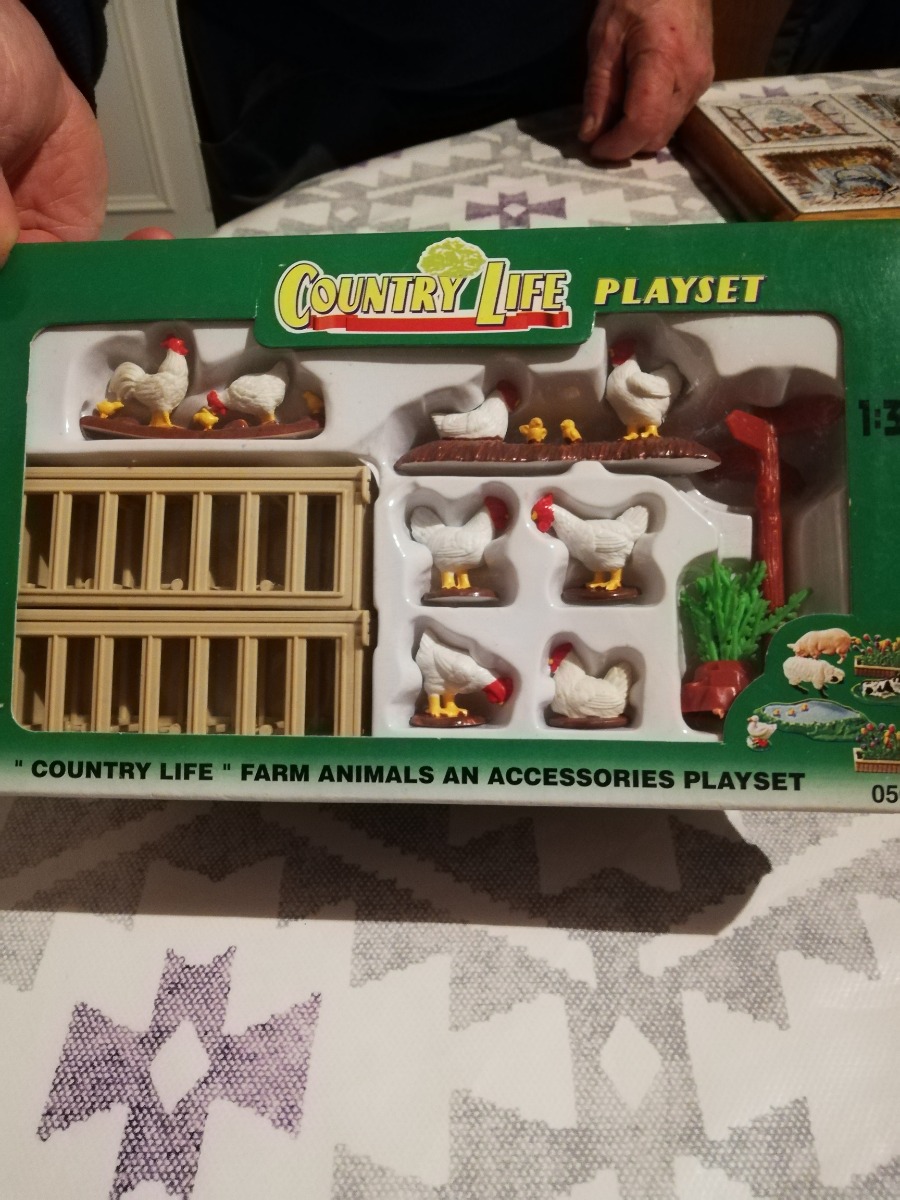 COUNTRY LIFE PLAYSET
1:3
" COUNTRY LIFE " FARM ANIMALS AN ACCESSORIES PLAYSET
05